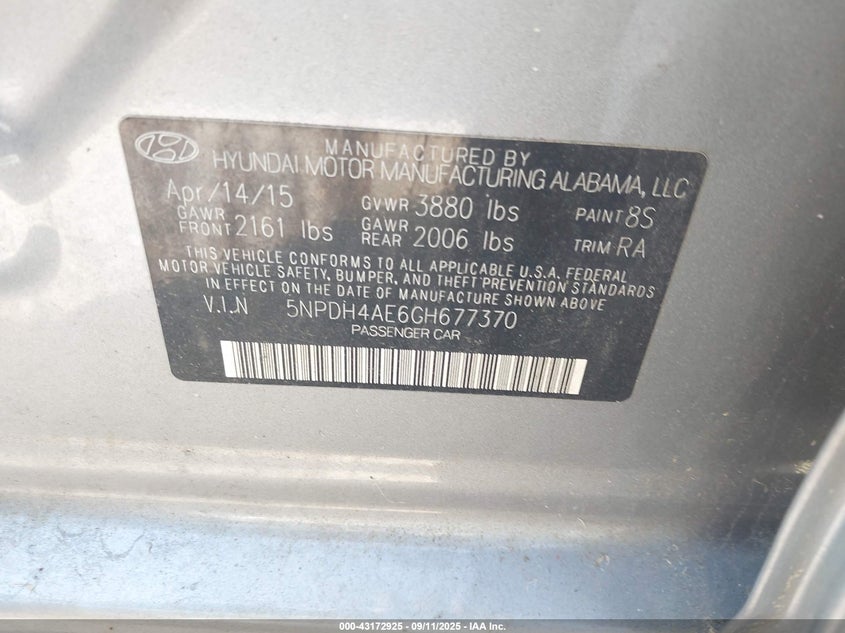 MANUFACTURED BY
HYUNDAI MOTOR MANUFACTURING ALABAMA, LLC
Apr/14/15 GVWR 3880 lbs PAINT 8S
GAWR FRONT 2161 lbs GAWR REAR 2006 lbs TRIM RA
THIS VEHICLE CONFORMS TO ALL APPLICABLE U.S.A. FEDERAL
MOTOR VEHICLE SAFETY, BUMPER, AND THEFT PREVENTION STANDARDS
IN EFFECT ON THE DATE OF MANUFACTURE SHOWN ABOVE
V.I.N 5NPDH4AE6GH677370
PASSENGER CAR
000-43172925 - 09/11/2025 - IAA Inc.